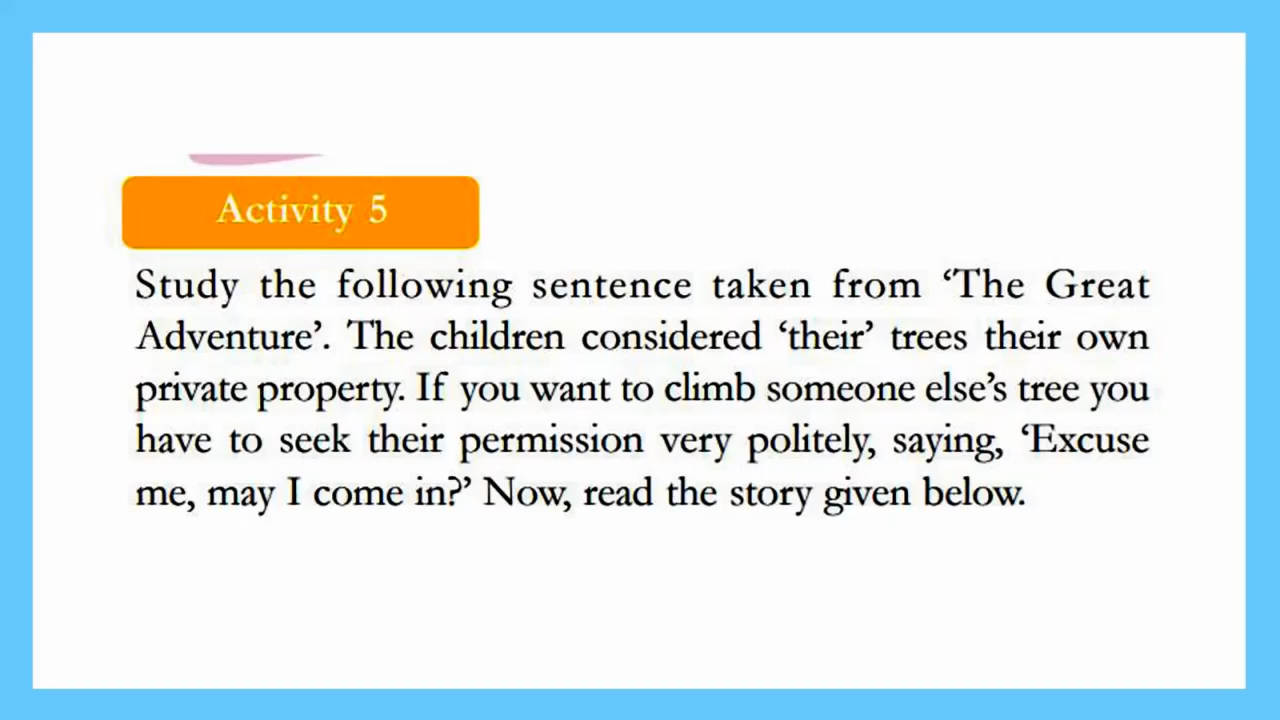 Activity 5
Study the following sentence taken from ‘The Great
Adventure’. The children considered ‘their’ trees their own
private property. If you want to climb someone else’s tree you
have to seek their permission very politely, saying, ‘Excuse
me, may I come in?’ Now, read the story given below.